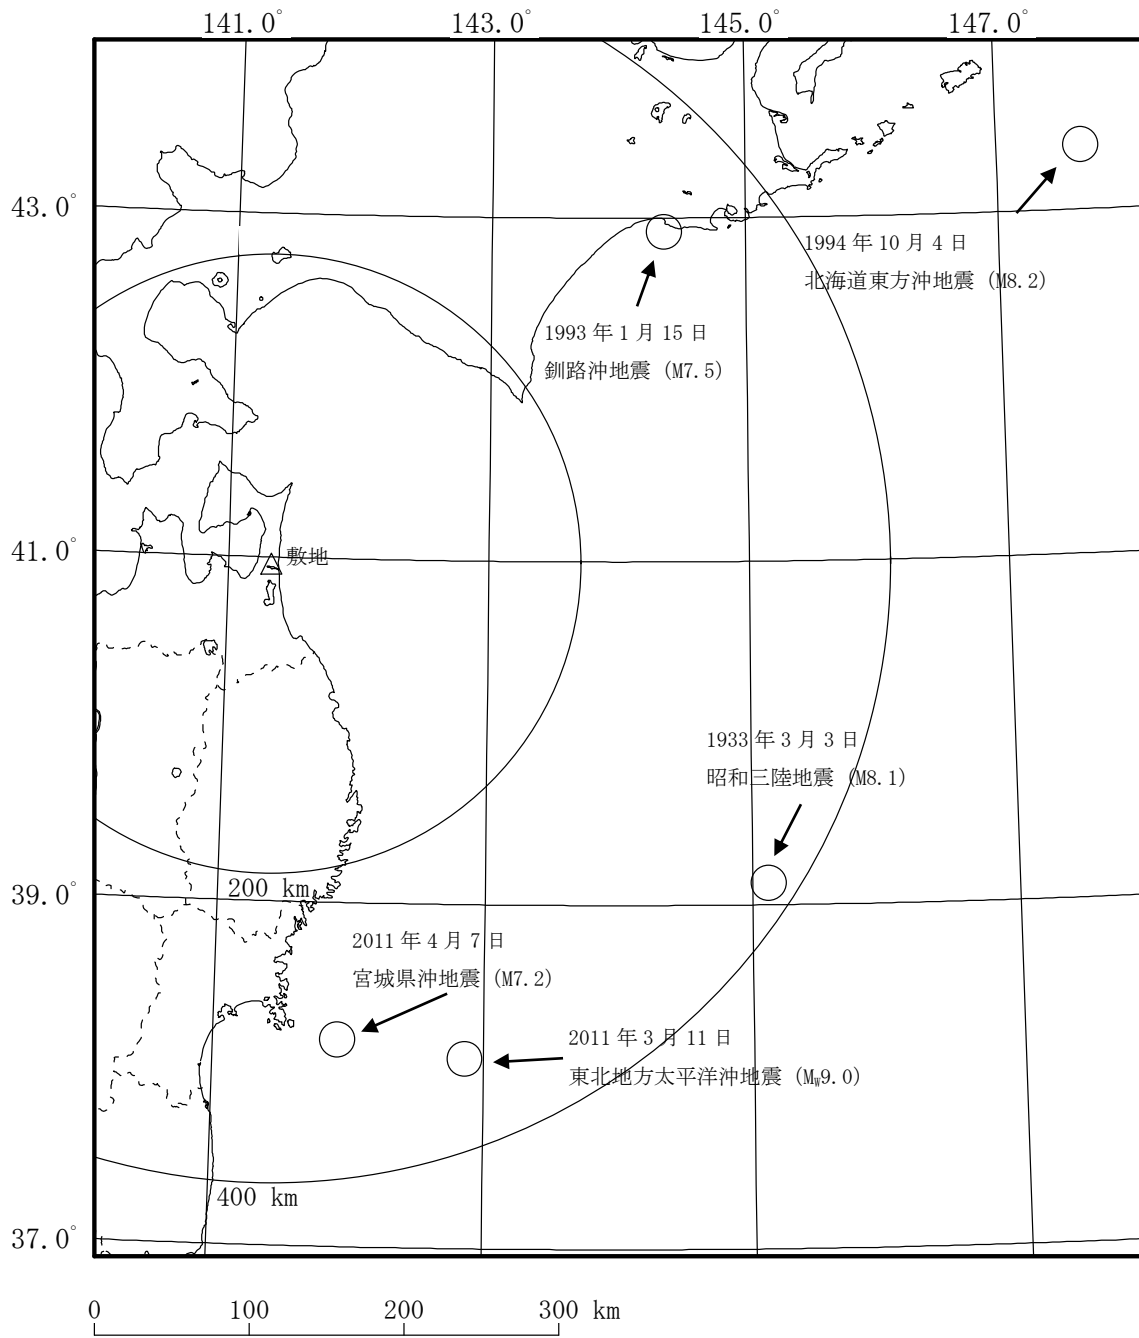 141.0° 143.0° 145.0° 147.0°
43.0°
1994 年 10 月 4 日
北海道東方沖地震 (M8.2)
1993 年 1 月 15 日
釧路沖地震 (M7.5)
41.0°
敷地
1933 年 3 月 3 日
昭和三陸地震 (M8.1)
39.0°
200 km
2011 年 4 月 7 日
宮城県沖地震 (M7.2)
2011 年 3 月 11 日
東北地方太平洋沖地震 (Mw9.0)
400 km
37.0°
0 100 200 300 km